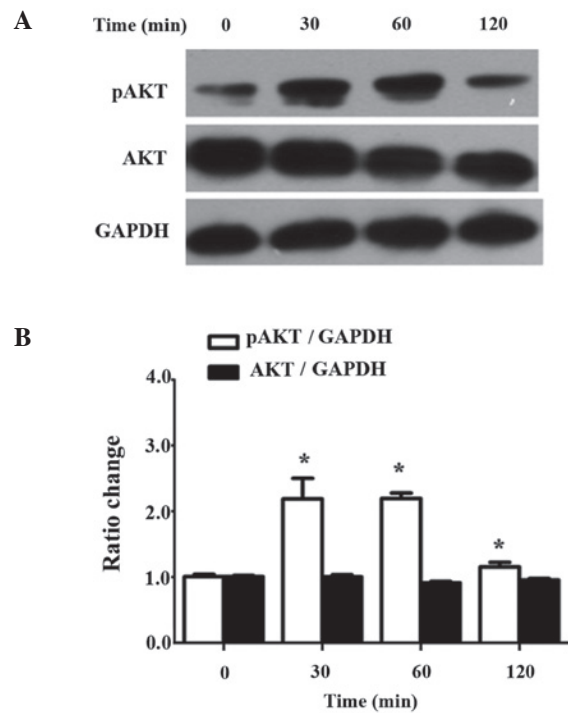 A
Time (min) 0 30 60 120
pAKT
AKT
GAPDH
B
pAKT / GAPDH
AKT / GAPDH
Ratio change
4.0
3.0
2.0
1.0
0.0
* * *
0 30 60 120
Time (min)